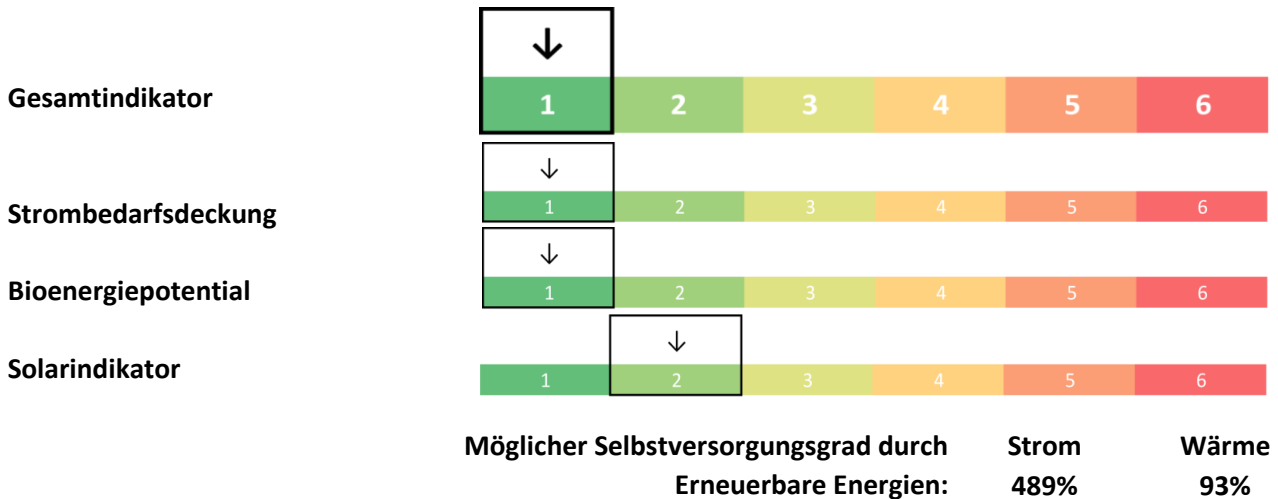 ↓
Gesamtindikator 1 2 3 4 5 6
↓
Strombedarfsdeckung 1 2 3 4 5 6
↓
Bioenergiepotential 1 2 3 4 5 6
↓
Solarindikator 1 2 3 4 5 6
Möglicher Selbstversorgungsgrad durch Strom Wärme
Erneuerbare Energien: 489% 93%